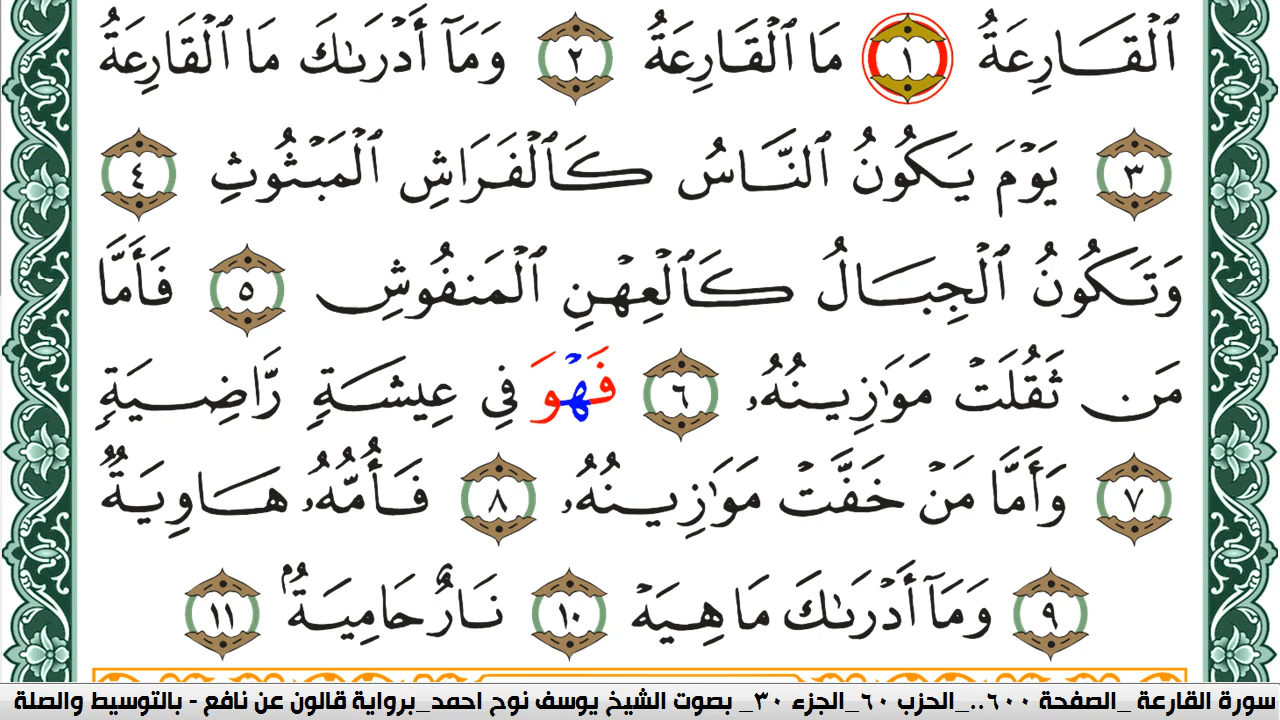 ٱلْقَارِعَةُ ١ مَا ٱلْقَارِعَةُ ٢ وَمَآ أَدْرَىٰكَ مَا ٱلْقَارِعَةُ
٣ يَوْمَ يَكُونُ ٱلنَّاسُ كَٱلْفَرَاشِ ٱلْمَبْثُوثِ ٤
وَتَكُونُ ٱلْجِبَالُ كَٱلْعِهْنِ ٱلْمَنفُوشِ ٥ فَأَمَّا
مَن ثَقُلَتْ مَوَٰزِينُهُۥ ٦ فَهْوَ فِي عِيشَةٍ رَّاضِيَةٍ
٧ وَأَمَّا مَنْ خَفَّتْ مَوَٰزِينُهُۥ ٨ فَأُمُّهُۥ هَاوِيَةٌ
٩ وَمَآ أَدْرَىٰكَ مَا هِيَهْ ١٠ نَارٌ حَامِيَةٌۢ ١١
سورة القارعة _الصفحة ٦٠٠.._الحزب ٦٠_الجزء ٣٠_ بصوت الشيخ يوسف نوح احمد_برواية قالون عن نافع - بالتوسيط والصلة